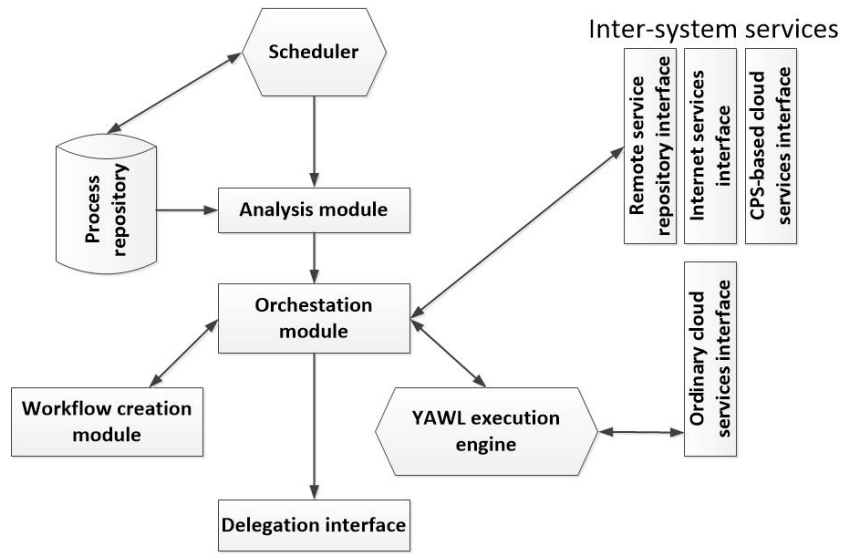 Inter-system services
Scheduler
Remote service
repository interface
Internet services
interface
CPS-based cloud
services interface
Process
repository
Analysis module
Orchestation
module
Ordinary cloud
services interface
Workflow creation
module
YAWL execution
engine
Delegation interface